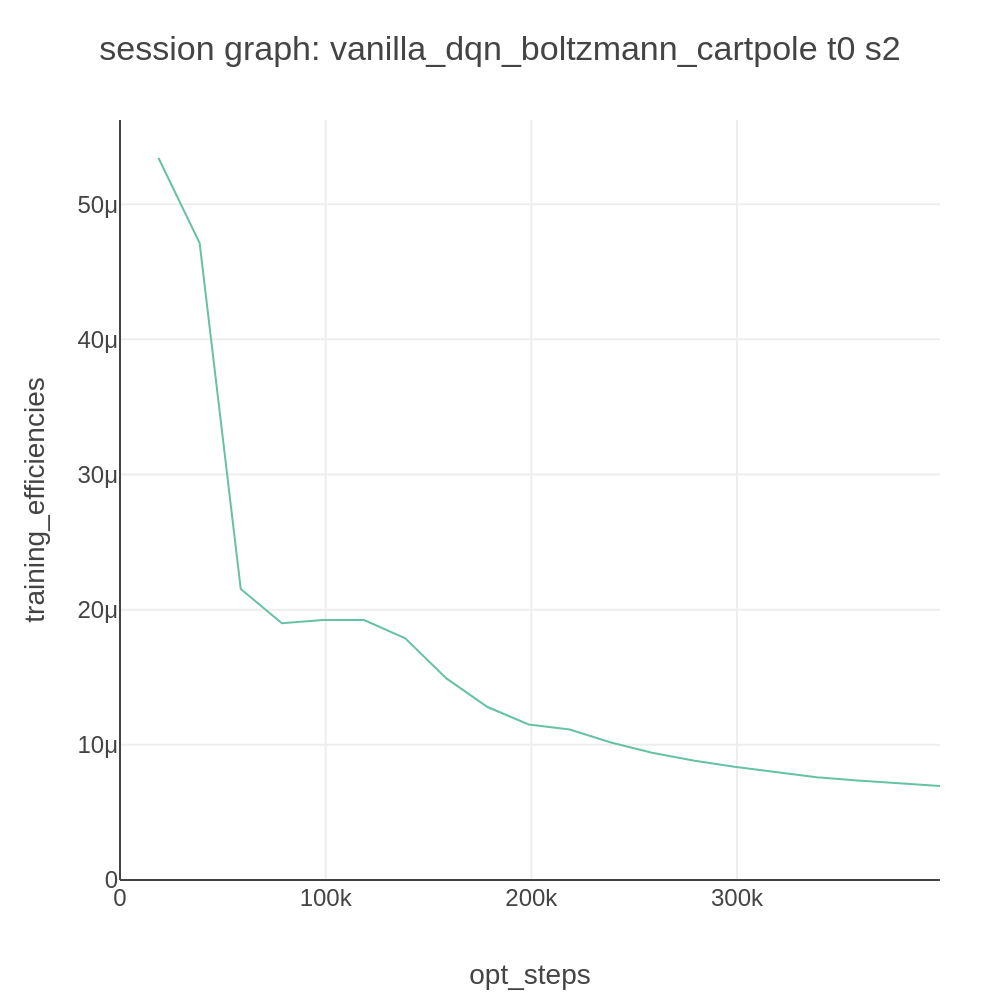 session graph: vanilla_dqn_boltzmann_cartpole t0 s2
training_efficiencies
50μ
40μ
30μ
20μ
10μ
0
0 100k 200k 300k
opt_steps